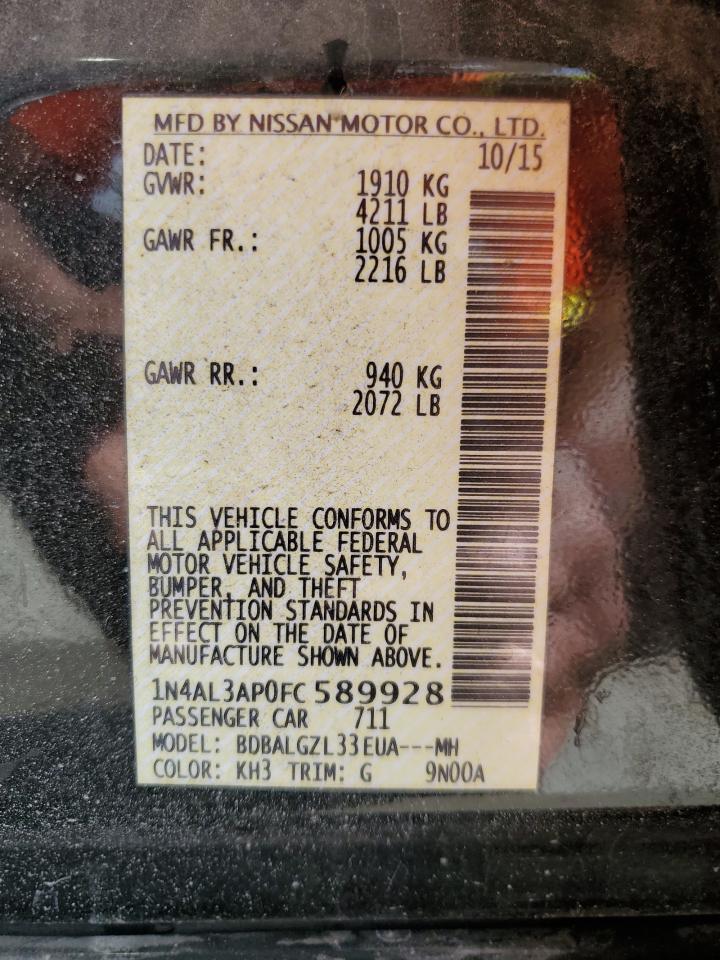 MFD BY NISSAN MOTOR CO., LTD.
DATE: 10/15
GVWR: 1910 KG
4211 LB
GAWR FR.: 1005 KG
2216 LB
GAWR RR.: 940 KG
2072 LB
THIS VEHICLE CONFORMS TO
ALL APPLICABLE FEDERAL
MOTOR VEHICLE SAFETY,
BUMPER, AND THEFT
PREVENTION STANDARDS IN
EFFECT ON THE DATE OF
MANUFACTURE SHOWN ABOVE.
1N4AL3AP0FC589928
PASSENGER CAR 711
MODEL: BDBALGZL33EUA---MH
COLOR: KH3 TRIM: G 9N00A